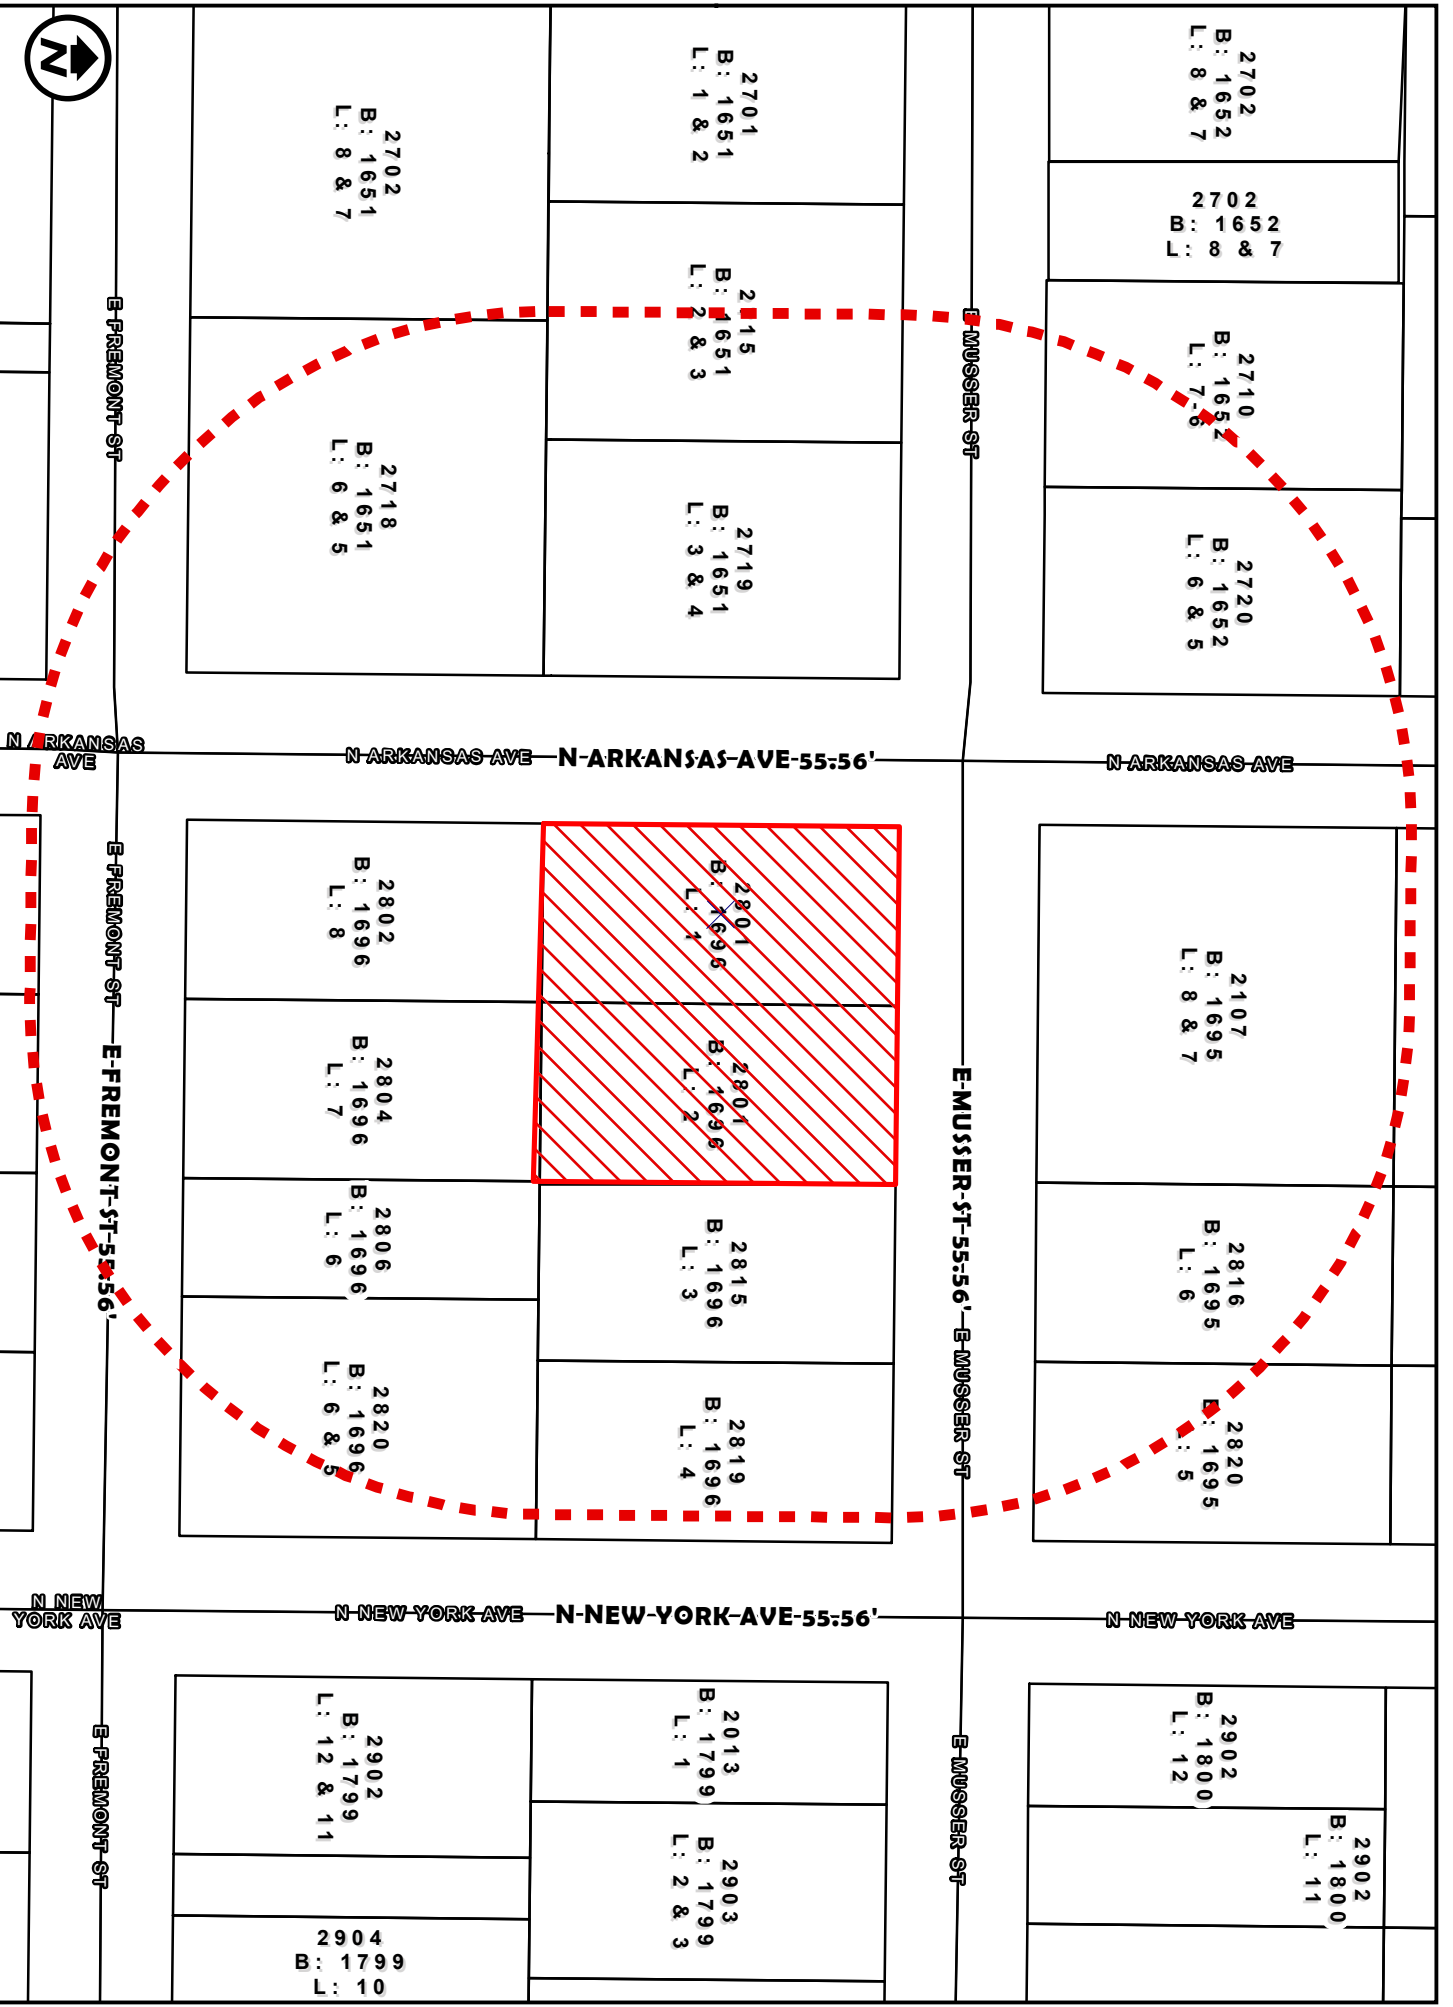 N
2702
B: 1651
L: 8 & 7
2701
B: 1651
L: 1 & 2
2702
B: 1652
L: 8 & 7
2702
B: 1652
L: 8 & 7
E FREMONT ST
2718
B: 1651
L: 6 & 5
B: 1651
L: 2 & 3
E MUSSER ST
2710
B: 1652
L: 7-6
2719
B: 1651
L: 3 & 4
2720
B: 1652
L: 6 & 5
N ARKANSAS
AVE
N ARKANSAS AVE
N ARKANSAS AVE 55.56'
N ARKANSAS AVE
E FREMONT ST
2802
B: 1696
L: 8
2801
B: 1696
L: 1
2107
B: 1695
L: 8 & 7
2804
B: 1696
L: 7
2801
B: 1696
L: 2
E FREMONT ST 55.56'
E MUSSER ST 55.56'
2806
B: 1696
L: 6
2815
B: 1696
L: 3
2816
B: 1695
L: 6
2820
B: 1696
L: 6 & 5
2819
B: 1696
L: 4
E MUSSER ST
2820
B: 1695
L: 5
N NEW
YORK AVE
N NEW YORK AVE
N NEW YORK AVE 55.56'
N NEW YORK AVE
E FREMONT ST
2902
B: 1799
L: 12 & 11
2013
B: 1799
L: 1
E MUSSER ST
2902
B: 1800
L: 12
2903
B: 1799
L: 2 & 3
2902
B: 1800
L: 11
2904
B: 1799
L: 10